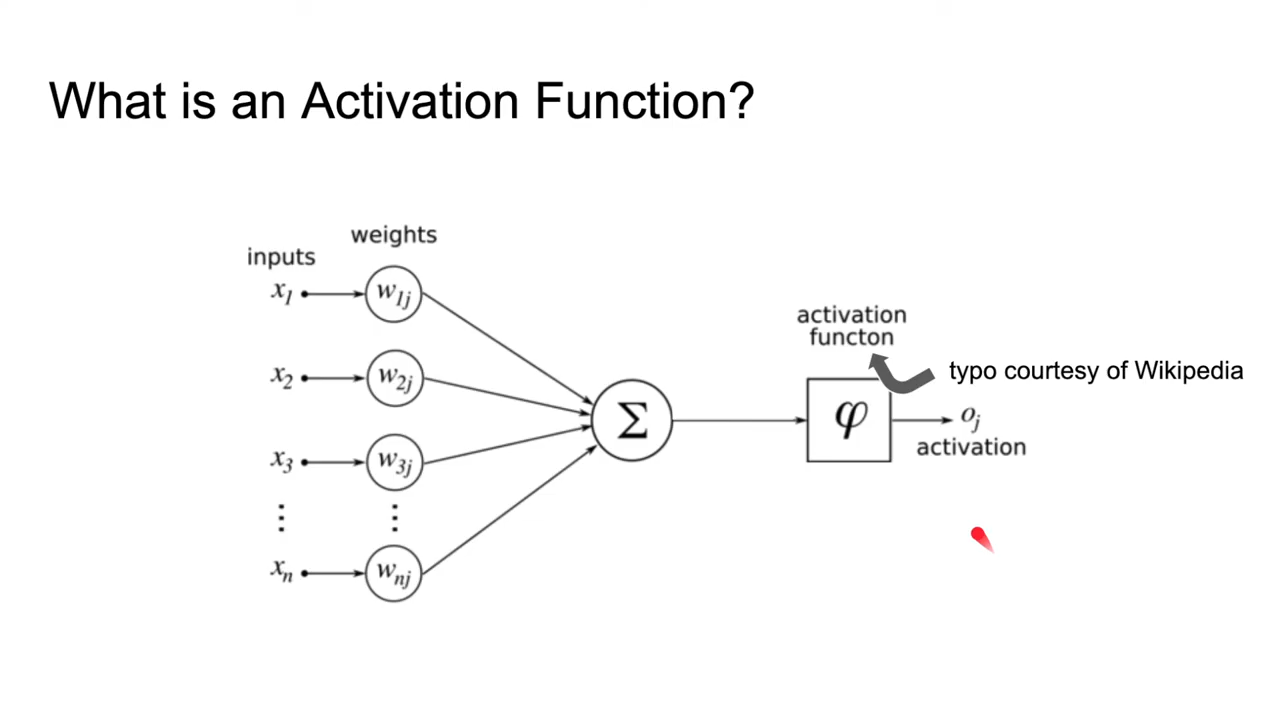 What is an Activation Function?
weights
inputs
x1
w1j
x2
w2j
x3
w3j
⋮ ⋮
xn
wnj
Σ
activation
functon
typo courtesy of Wikipedia
φ
oj
activation